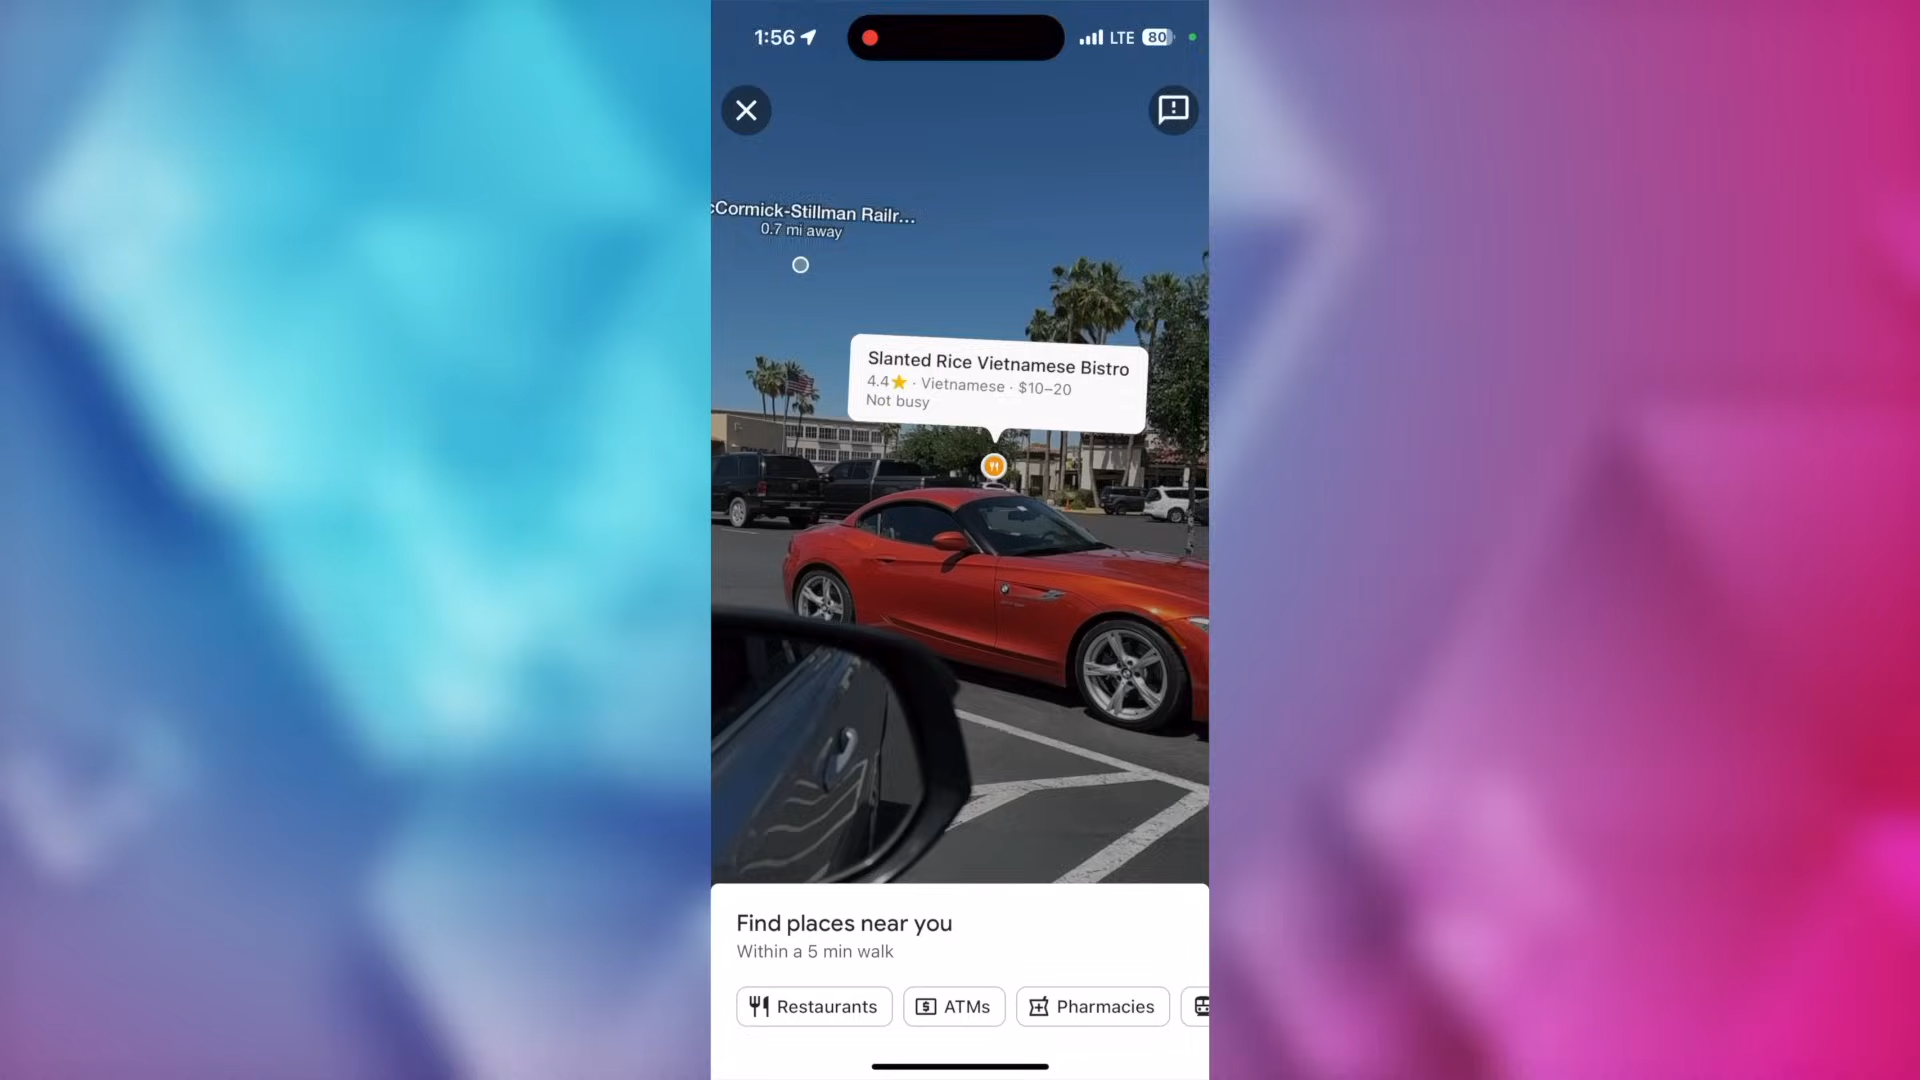 1:56
LTE
80
cCormick-Stillman Railr...
0.7 mi away
Slanted Rice Vietnamese Bistro
4.4 · Vietnamese · $10–20
Not busy
Find places near you
Within a 5 min walk
Restaurants
ATMs
Pharmacies